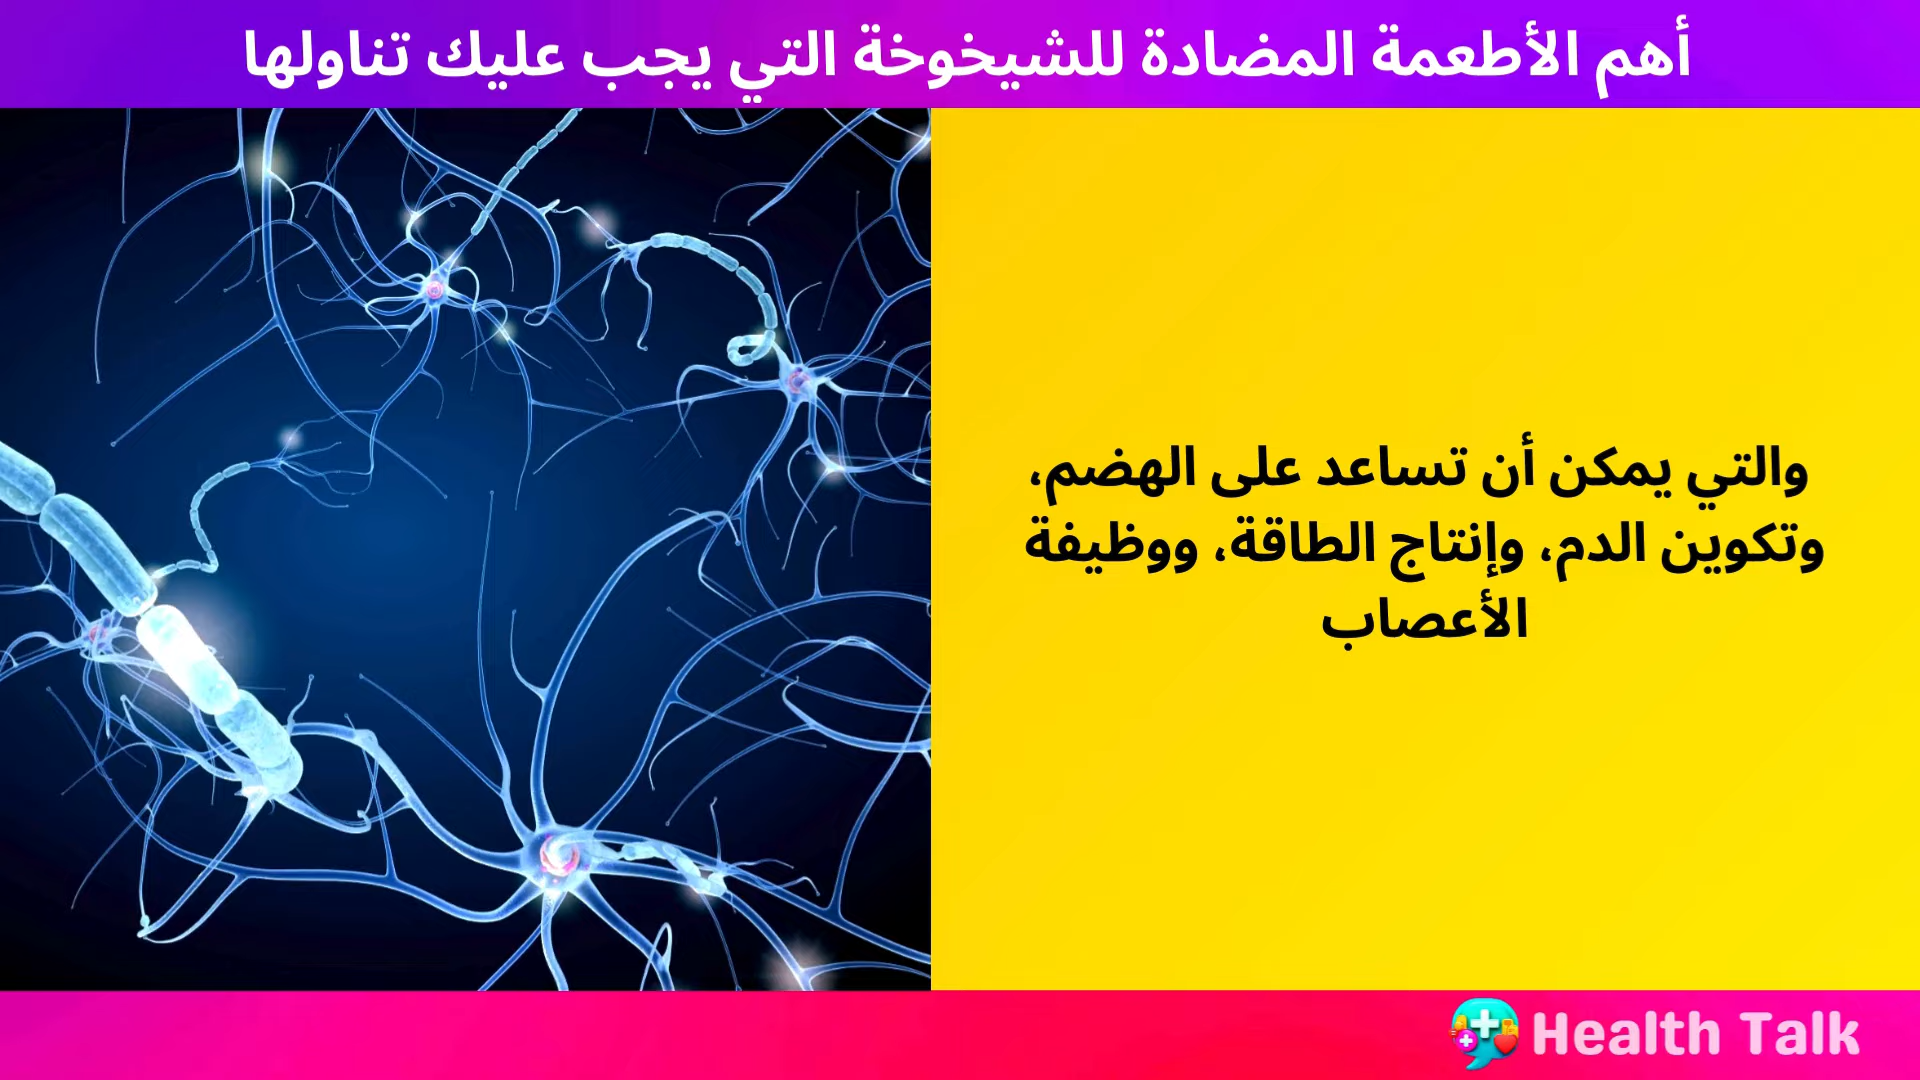 أهم الأطعمة المضادة للشيخوخة التي يجب عليك تناولها
والتي يمكن أن تساعد على الهضم،
وتكوين الدم، وإنتاج الطاقة، ووظيفة
الأعصاب
Health Talk